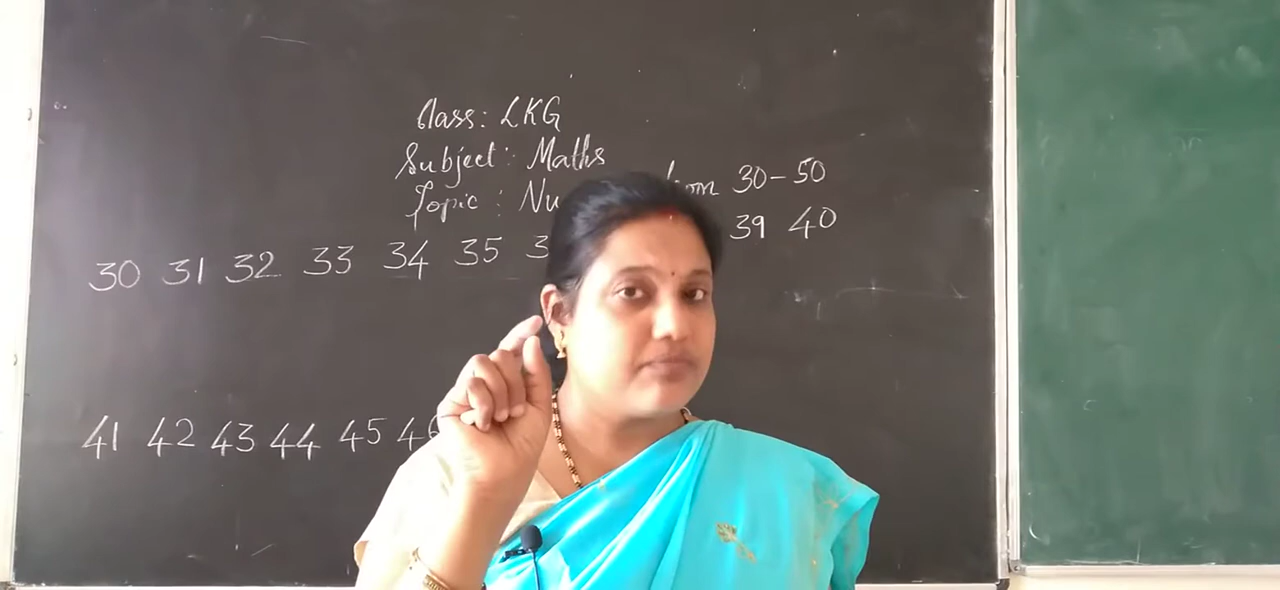 Class: LKG
Subject: Maths
Topic: from 30-50
30 31 32 33 34 35 39 40
41 42 43 44 45 46